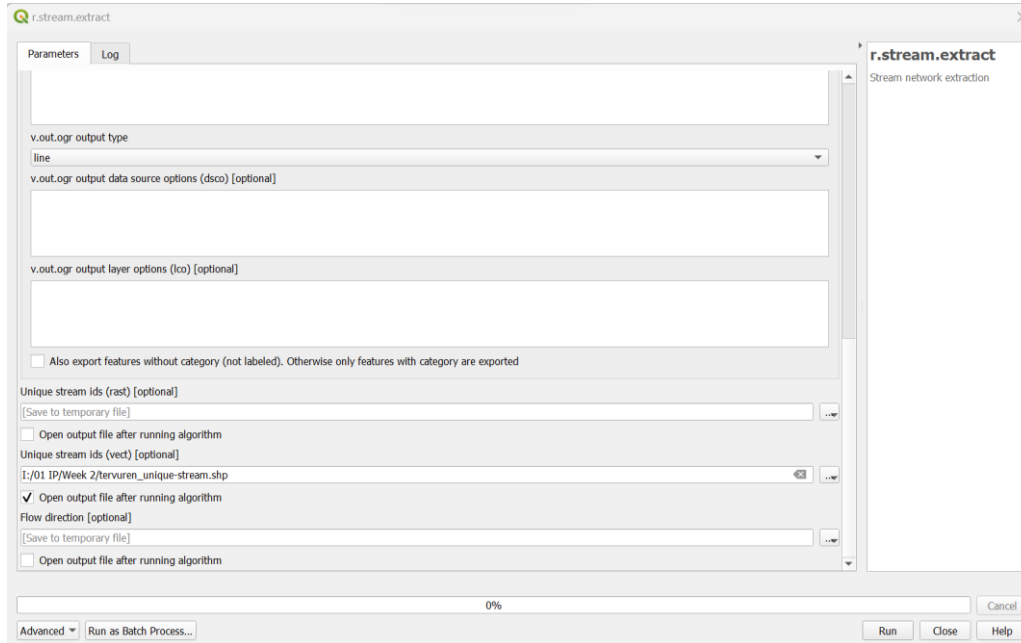 r.stream.extract
Parameters
Log
r.stream.extract
Stream network extraction
v.out.ogr output type
line
v.out.ogr output data source options (dsco) [optional]
v.out.ogr output layer options (lco) [optional]
Also export features without category (not labeled). Otherwise only features with category are exported
Unique stream ids (rast) [optional]
[Save to temporary file]
...
Open output file after running algorithm
Unique stream ids (vect) [optional]
I:/01 IP/Week 2/tervuren_unique-stream.shp
...
Open output file after running algorithm
Flow direction [optional]
[Save to temporary file]
...
Open output file after running algorithm
0%
Cancel
Advanced
Run as Batch Process...
Run
Close
Help